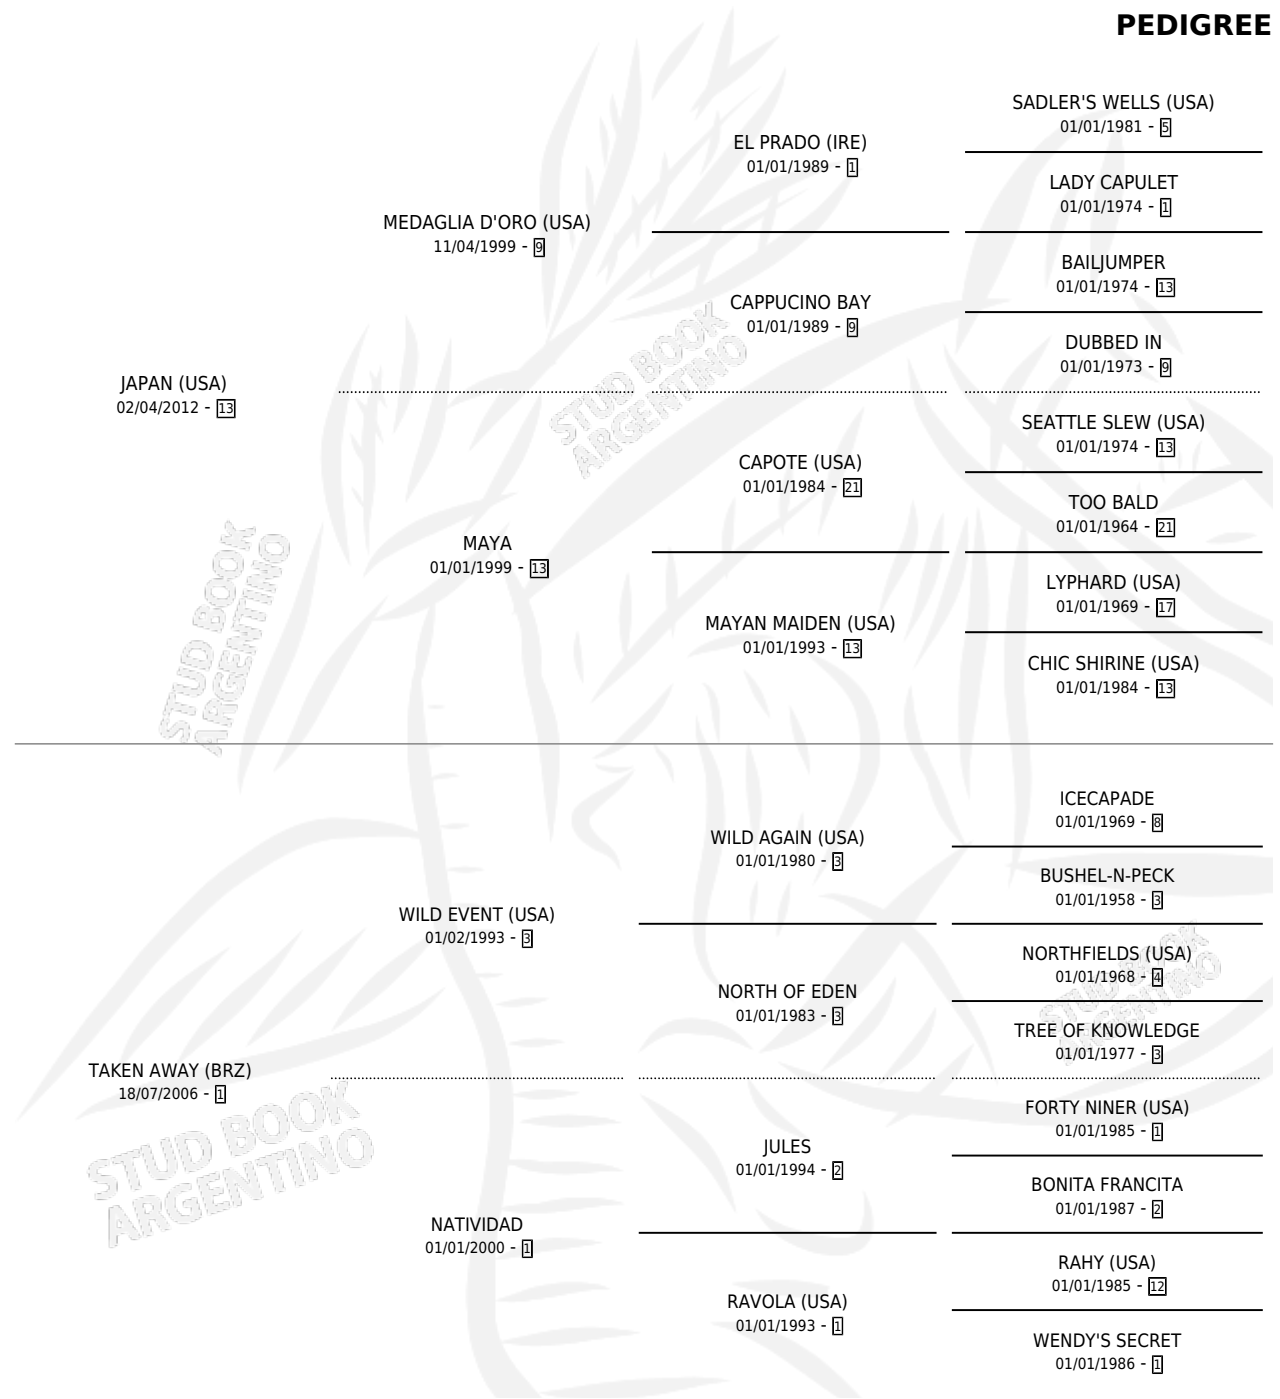 PEDIGREE
SADLER'S WELLS (USA)
01/01/1981 - 5
EL PRADO (IRE)
01/01/1989 - 1
LADY CAPULET
01/01/1974 - 1
MEDAGLIA D'ORO (USA)
11/04/1999 - 9
BAILJUMPER
01/01/1974 - 13
CAPPUCINO BAY
01/01/1989 - 9
DUBBED IN
01/01/1973 - 9
JAPAN (USA)
02/04/2012 - 13
SEATTLE SLEW (USA)
01/01/1974 - 13
CAPOTE (USA)
01/01/1984 - 21
TOO BALD
01/01/1964 - 21
MAYA
01/01/1999 - 13
LYPHARD (USA)
01/01/1969 - 17
MAYAN MAIDEN (USA)
01/01/1993 - 13
CHIC SHIRINE (USA)
01/01/1984 - 13
ICECAPADE
01/01/1969 - 8
WILD AGAIN (USA)
01/01/1980 - 3
BUSHEL-N-PECK
01/01/1958 - 3
WILD EVENT (USA)
01/02/1993 - 3
NORTHFIELDS (USA)
01/01/1968 - 4
NORTH OF EDEN
01/01/1983 - 3
TREE OF KNOWLEDGE
01/01/1977 - 3
TAKEN AWAY (BRZ)
18/07/2006 - 1
FORTY NINER (USA)
01/01/1985 - 1
JULES
01/01/1994 - 2
BONITA FRANCITA
01/01/1987 - 2
NATIVIDAD
01/01/2000 - 1
RAHY (USA)
01/01/1985 - 12
RAVOLA (USA)
01/01/1993 - 1
WENDY'S SECRET
01/01/1986 - 1
STUD BOOK
ARGENTINO
STUD BOOK
ARGENTINO
STUD BOOK
ARGENTINO
STUD BOOK
ARGENTINO